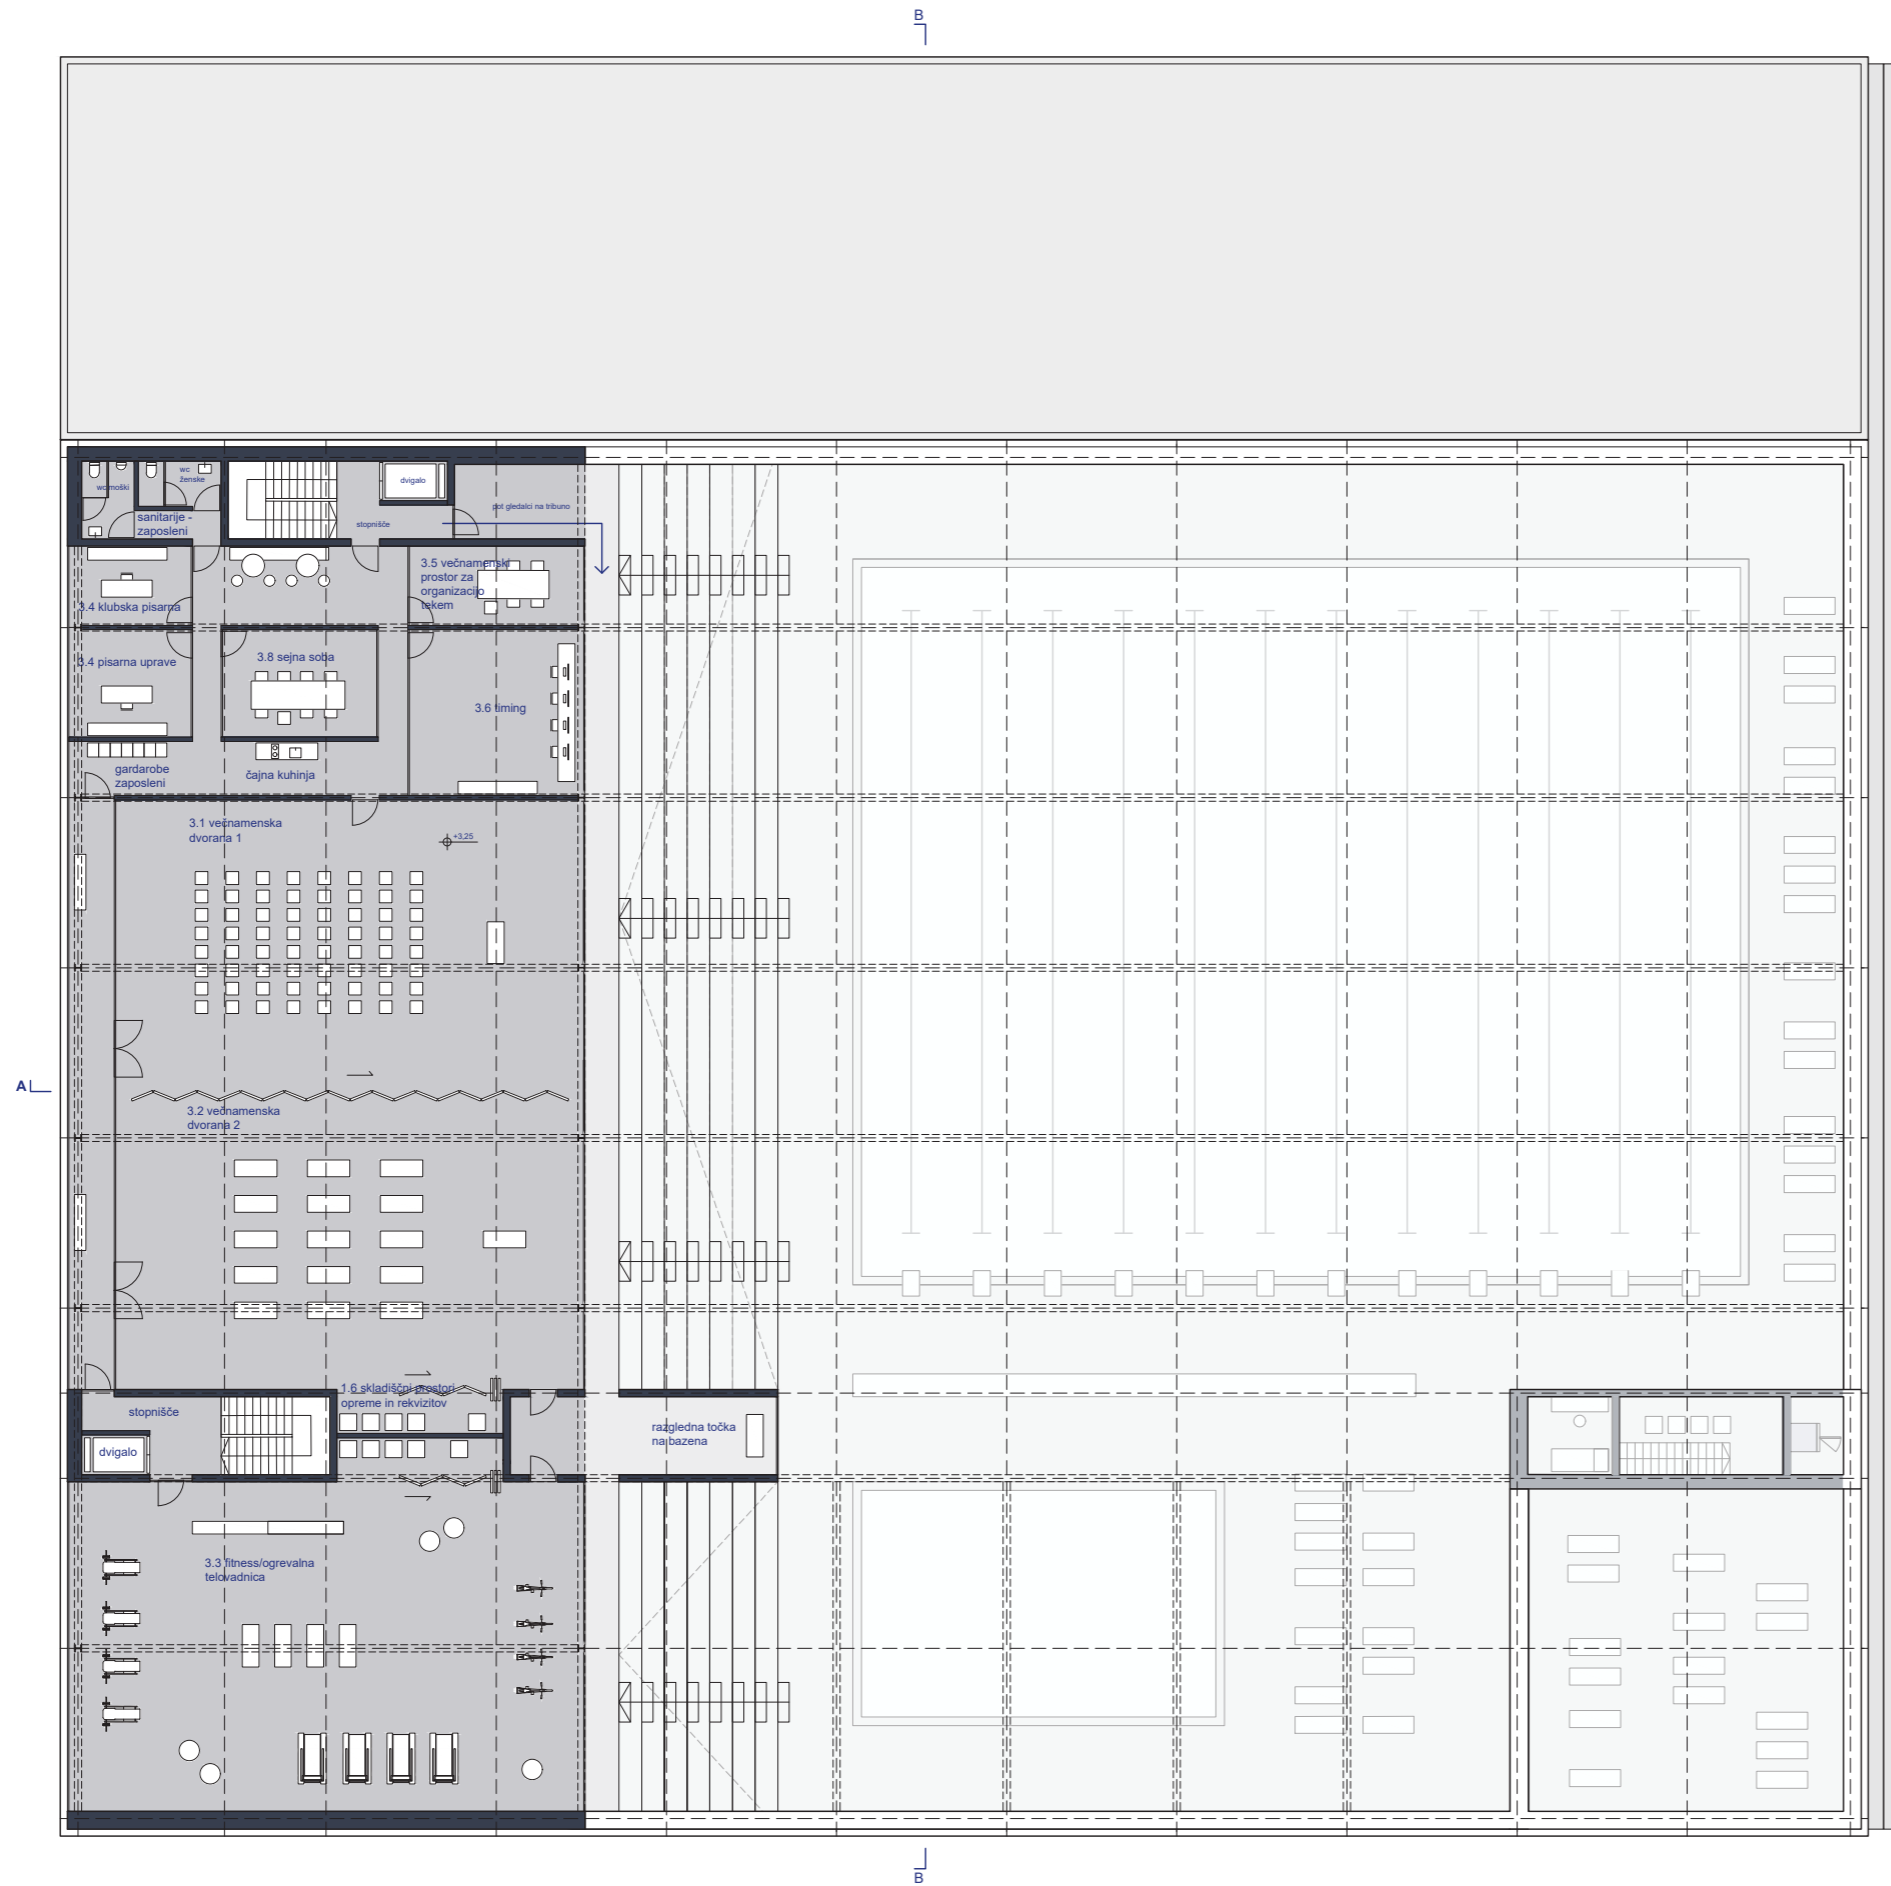 B
wc moški
wc
ženske
dvigalo
sanitarije -
zaposleni
stopnišče
pot gledalci na tribuno
3.5 večnamenski
prostor za
organizacijo
tekem
3.4 klubska pisarna
3.4 pisarna uprave
3.8 sejna soba
3.6 timing
gardarobe
zaposleni
čajna kuhinja
3.1 večnamenska
dvorana 1
+3,25
A
3.2 večnamenska
dvorana 2
1.6 skladiščni prostori
opreme in rekvizitov
stopnišče
dvigalo
razgledna točka
na bazena
3.3 fitness/ogrevalna
telovadnica
B